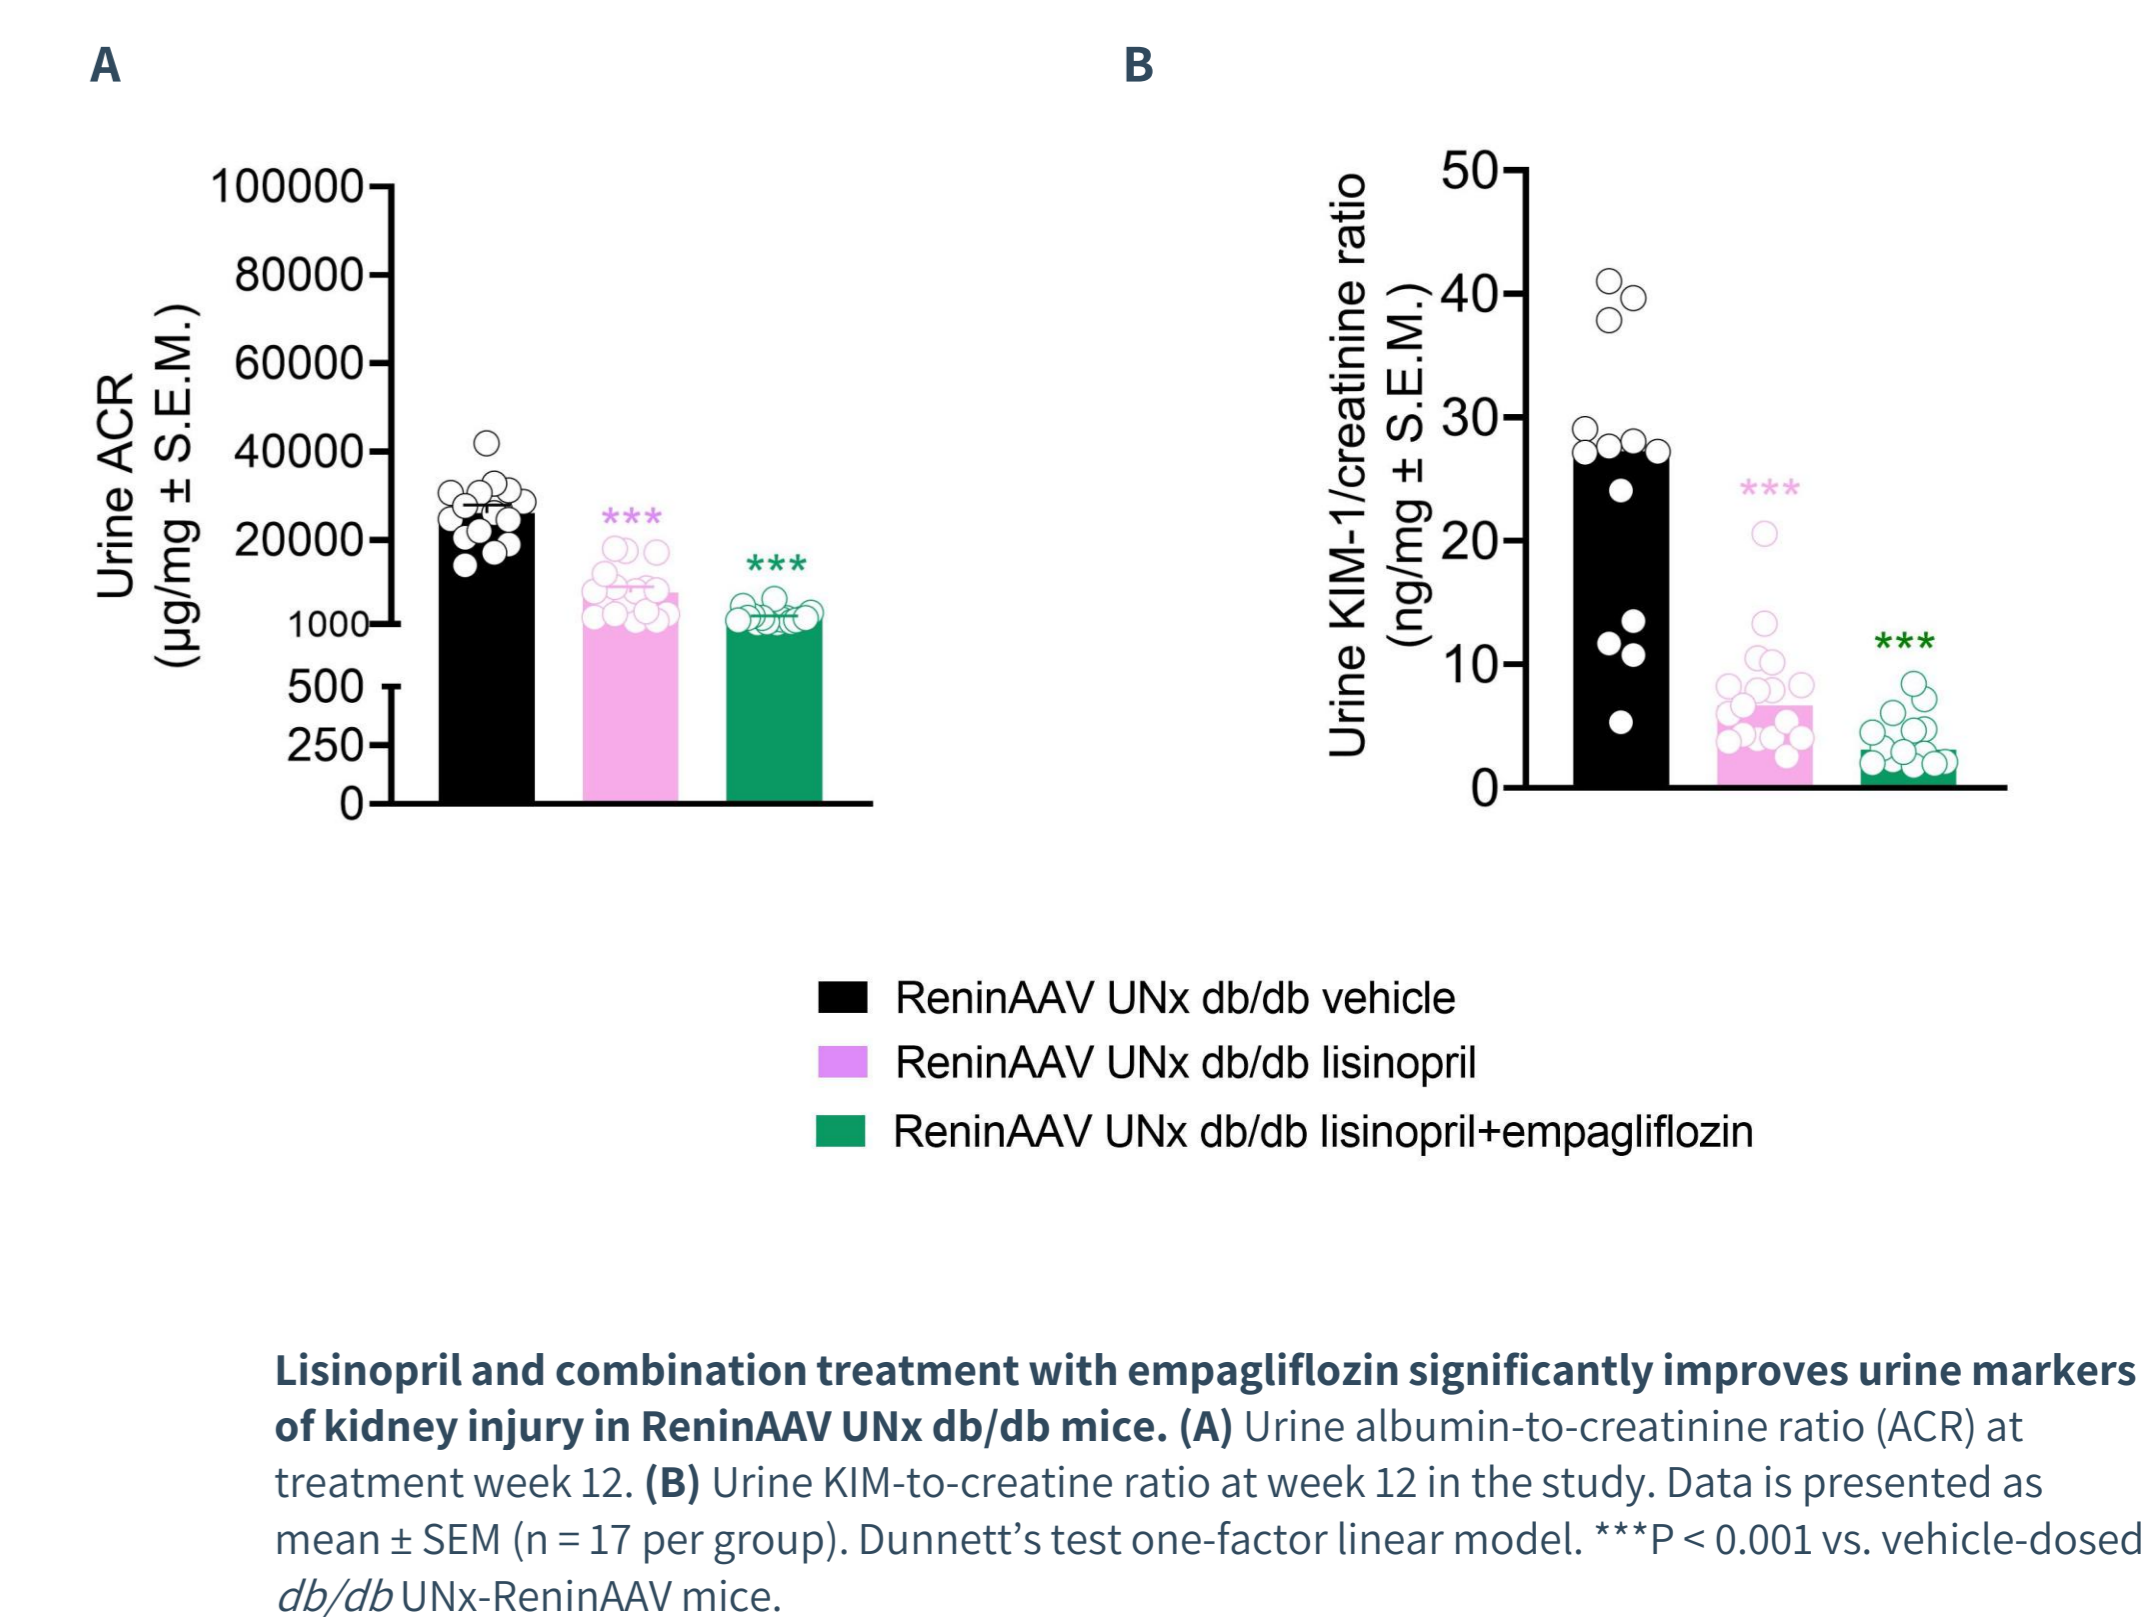 A
B
Urine ACR
(µg/mg ± S.E.M.)
100000
80000
60000
40000
20000
1000
500
250
0
***
***
Urine KIM-1/creatinine ratio
(ng/mg ± S.E.M.)
50
40
30
20
10
0
***
***
ReninAAV UNx db/db vehicle
ReninAAV UNx db/db lisinopril
ReninAAV UNx db/db lisinopril+empagliflozin
Lisinopril and combination treatment with empagliflozin significantly improves urine markers
of kidney injury in ReninAAV UNx db/db mice. (A) Urine albumin-to-creatinine ratio (ACR) at
treatment week 12. (B) Urine KIM-to-creatine ratio at week 12 in the study. Data is presented as
mean ± SEM (n = 17 per group). Dunnett’s test one-factor linear model. ***P < 0.001 vs. vehicle-dosed
db/db UNx-ReninAAV mice.